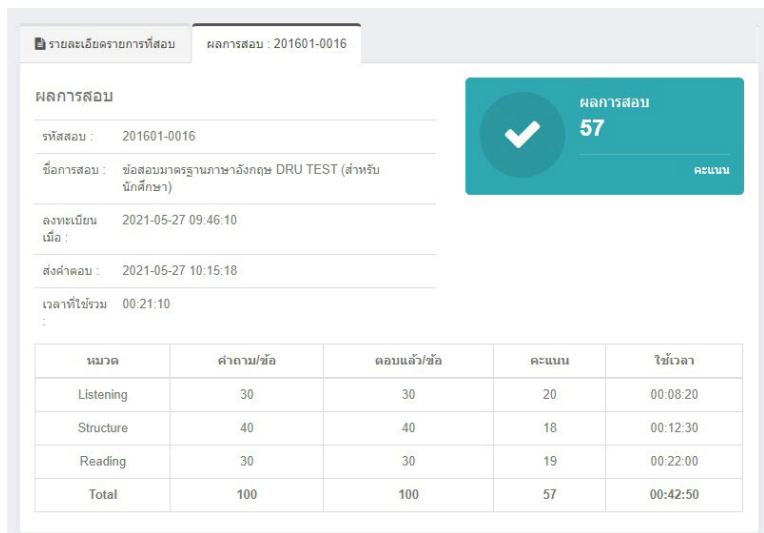 รายละเอียดรายการที่สอบ ผลการสอบ : 201601-0016
ผลการสอบ
รหัสสอบ : 201601-0016
ชื่อการสอบ : ข้อสอบมาตรฐานภาษาอังกฤษ DRU TEST (สำหรับ
นักศึกษา)
ลงทะเบียน 2021-05-27 09:46:10
เมื่อ :
ส่งคำตอบ : 2021-05-27 10:15:18
เวลาที่ใช้รวม 00:21:10
:
ผลการสอบ
57
คะแนน
หมวด คำถาม/ข้อ ตอบแล้ว/ข้อ คะแนน ใช้เวลา
Listening 30 30 20 00:08:20
Structure 40 40 18 00:12:30
Reading 30 30 19 00:22:00
Total 100 100 57 00:42:50